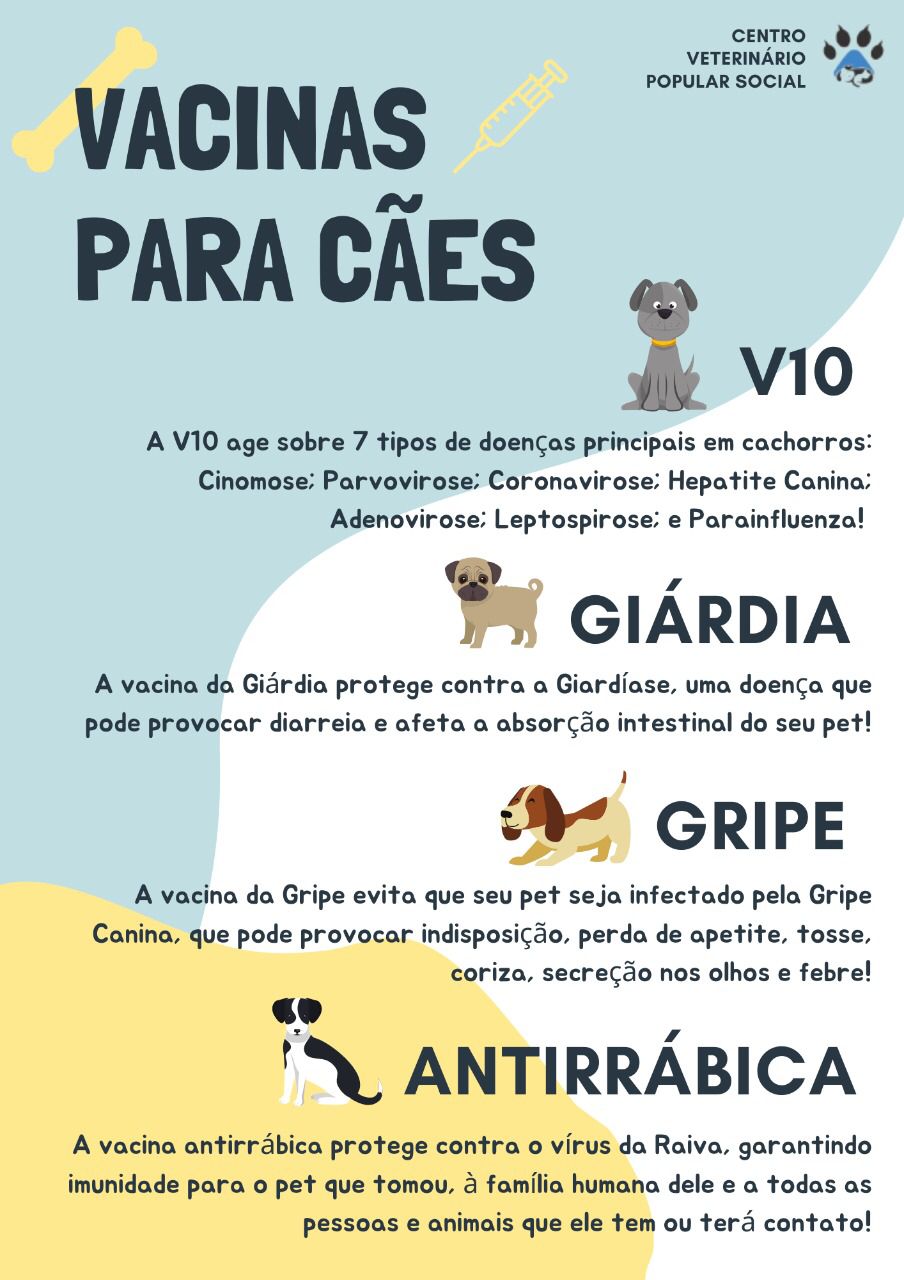 CENTRO
VETERINÁRIO
POPULAR SOCIAL
VACINAS
PARA CÃES
V10
A V10 age sobre 7 tipos de doenças principais em cachorros:
Cinomose; Parvovirose; Coronavirose; Hepatite Canina;
Adenovirose; Leptospirose; e Parainfluenza!
GIÁRDIA
A vacina da Giárdia protege contra a Giardíase, uma doença que
pode provocar diarreia e afeta a absorção intestinal do seu pet!
GRIPE
A vacina da Gripe evita que seu pet seja infectado pela Gripe
Canina, que pode provocar indisposição, perda de apetite, tosse,
coriza, secreção nos olhos e febre!
ANTIRRÁBICA
A vacina antirrábica protege contra o vírus da Raiva, garantindo
imunidade para o pet que tomou, à família humana dele e a todas as
pessoas e animais que ele tem ou terá contato!